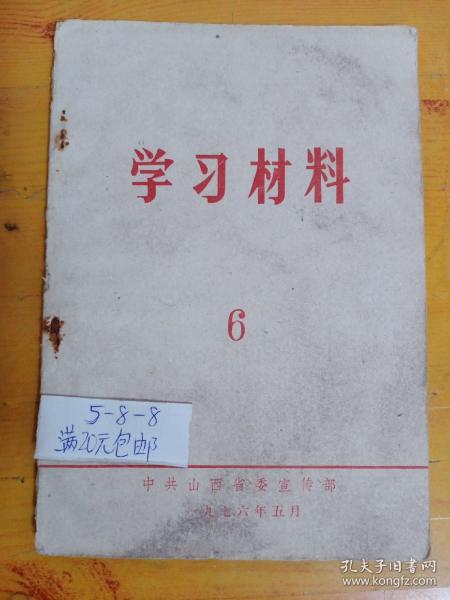 学习材料
6
5-8-8
满20元包邮
中共山西省委宣传部
一九七六年五月
孔夫子旧书网
www.kongfz.com